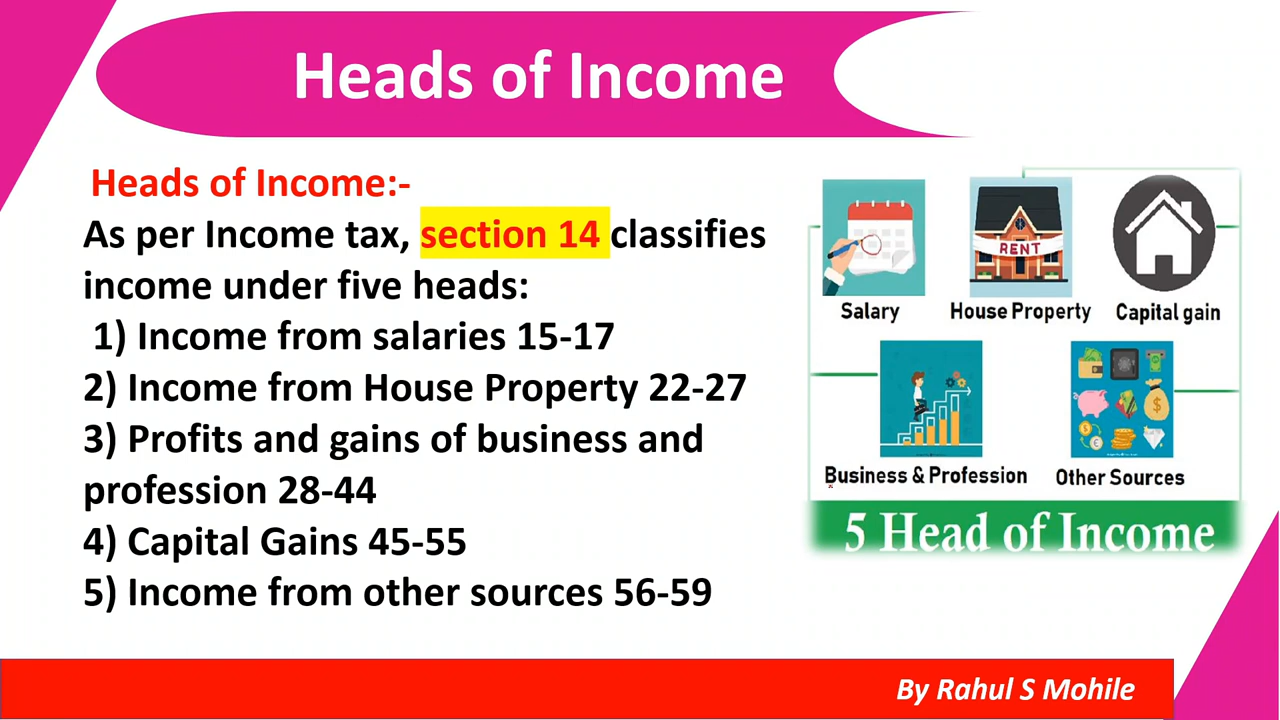 Heads of Income
Heads of Income:-
As per Income tax, section 14 classifies
income under five heads:
1) Income from salaries 15-17
2) Income from House Property 22-27
3) Profits and gains of business and
profession 28-44
4) Capital Gains 45-55
5) Income from other sources 56-59
RENT
Salary
House Property
Capital gain
Business & Profession
Other Sources
5 Head of Income
By Rahul S Mohile